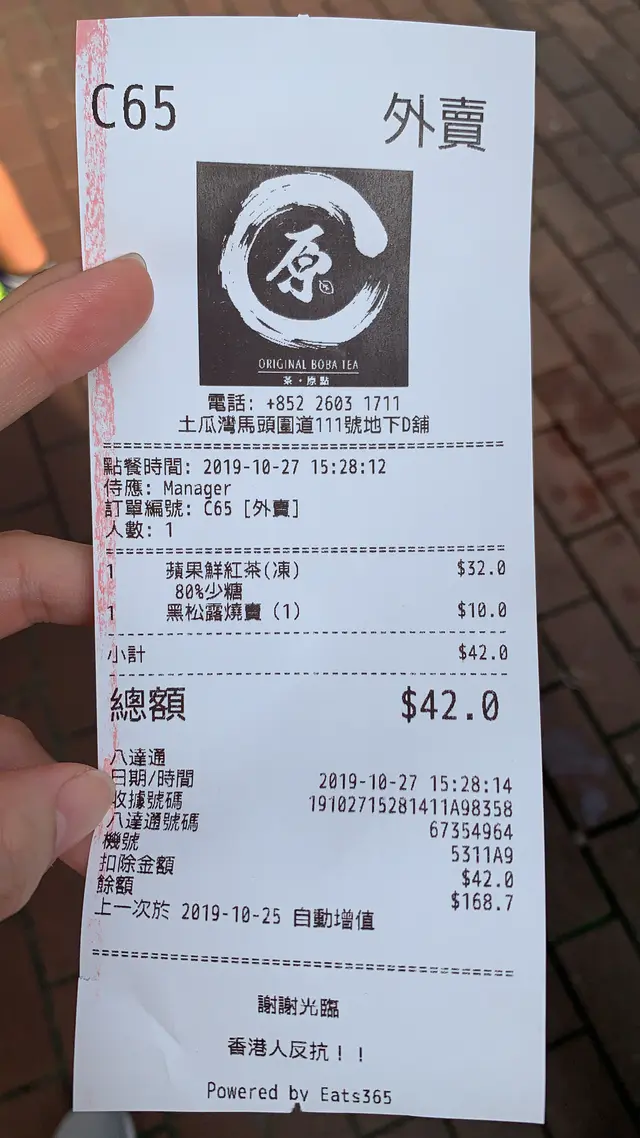 C65 外賣
原
ORIGINAL BOBA TEA
茶・原點
電話: +852 2603 1711
土瓜灣馬頭圍道111號地下D舖
點餐時間: 2019-10-27 15:28:12
侍應: Manager
訂單編號: C65 [外賣]
人數: 1
1 蘋果鮮紅茶(凍) $32.0
80%少糖
1 黑松露燒賣 (1) $10.0
小計 $42.0
總額 $42.0
八達通
日期/時間 2019-10-27 15:28:14
收據號碼 19102715281411A98358
八達通號碼 67354964
機號 5311A9
扣除金額 $42.0
餘額 $168.7
上一次於 2019-10-25 自動增值
謝謝光臨
香港人反抗！！
Powered by Eats365